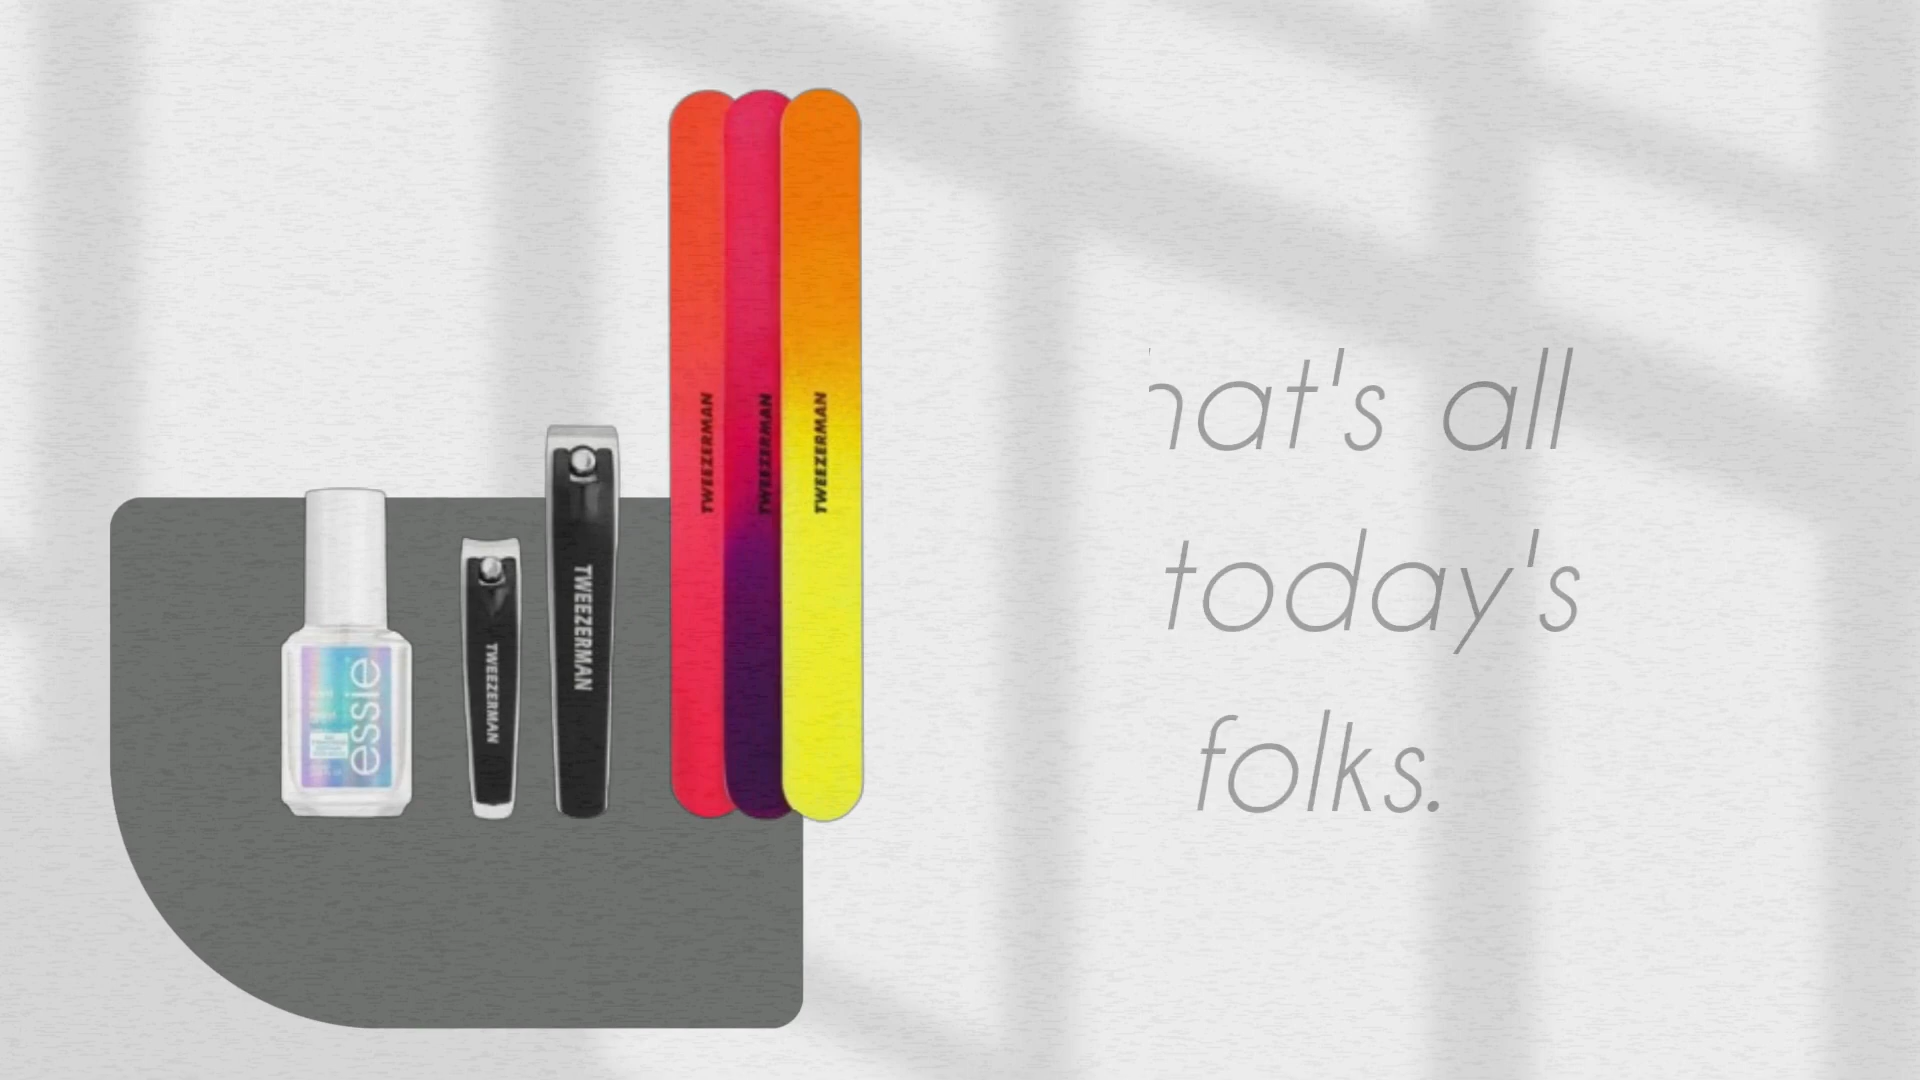 hat's all
today's
folks.
TWEEZERMAN
TWEEZERMAN
TWEEZERMAN
TWEEZERMAN
TWEEZERMAN
essie